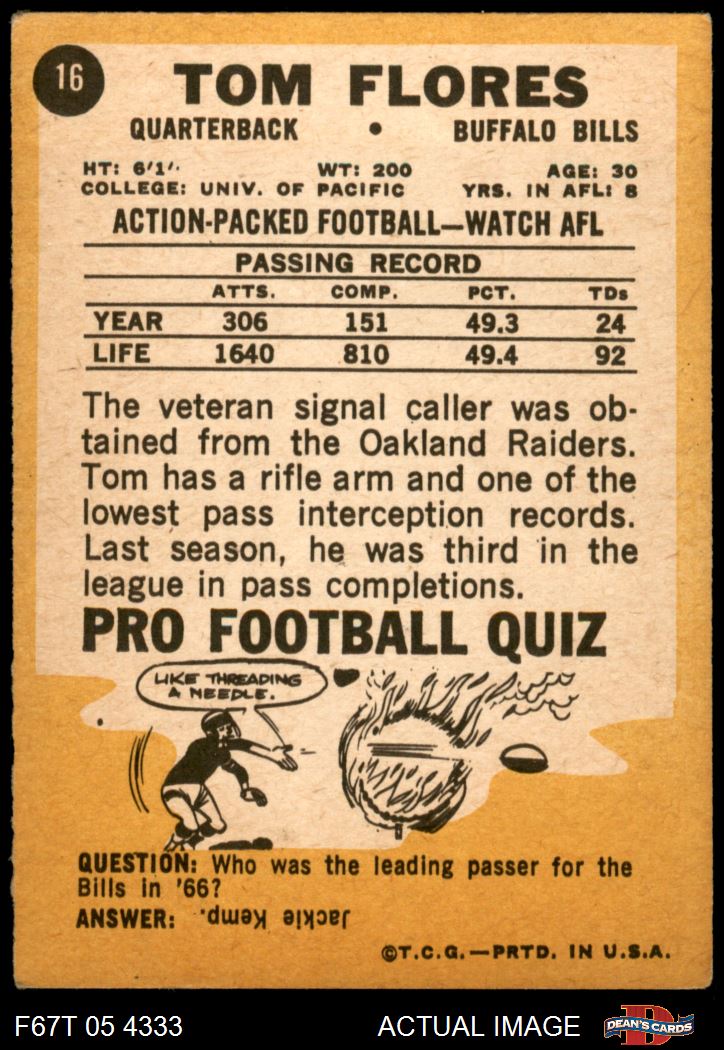 16
TOM FLORES
QUARTERBACK • BUFFALO BILLS
HT: 6'1" WT: 200 AGE: 30
COLLEGE: UNIV. OF PACIFIC YRS. IN AFL: 8
ACTION-PACKED FOOTBALL—WATCH AFL
PASSING RECORD
ATTS. COMP. PCT. TDs
YEAR 306 151 49.3 24
LIFE 1640 810 49.4 92
The veteran signal caller was ob-
tained from the Oakland Raiders.
Tom has a rifle arm and one of the
lowest pass interception records.
Last season, he was third in the
league in pass completions.
PRO FOOTBALL QUIZ
LIKE THREADING
A NEEDLE.
QUESTION: Who was the leading passer for the
Bills in '66?
ANSWER: Jackie Kemp.
©T.C.G.—PRTD. IN U.S.A.
F67T 05 4333 ACTUAL IMAGE D DEAN'S CARDS